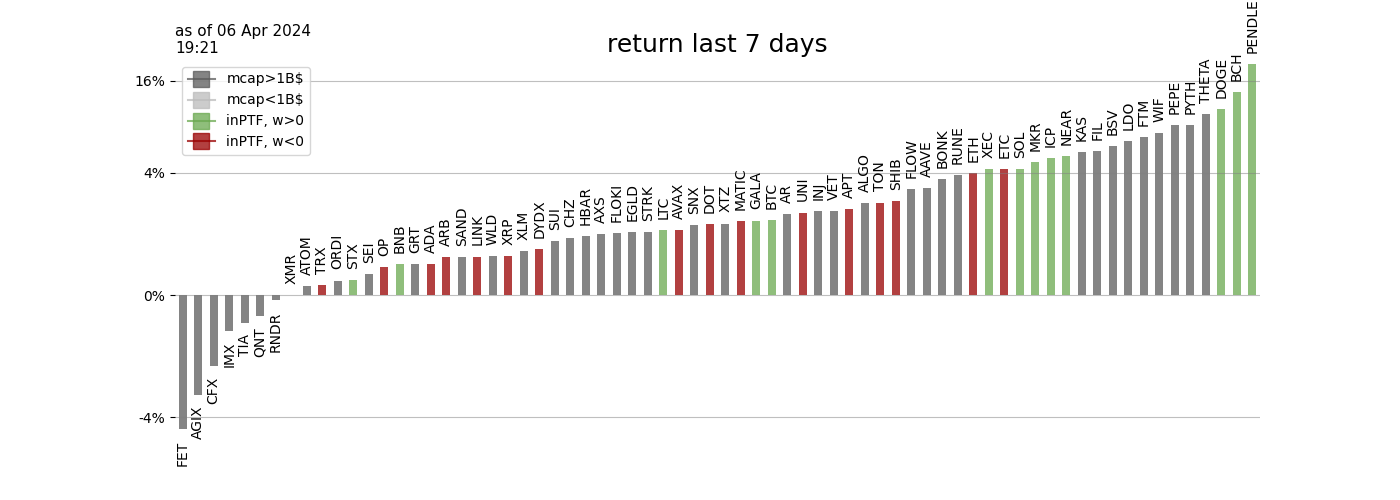 as of 06 Apr 2024
19:21
return last 7 days
mcap>1B$
mcap<1B$
inPTF, w>0
inPTF, w<0
16%
4%
0%
-4%
FET
AGIX
CFX
IMX
TIA
QNT
RNDR
XMR
ATOM
TRX
ORDI
STX
SEI
OP
BNB
GRT
ADA
ARB
SAND
LINK
WLD
XRP
XLM
DYDX
SUI
CHZ
HBAR
AXS
FLOKI
EGLD
STRK
LTC
AVAX
SNX
DOT
XTZ
MATIC
GALA
BTC
AR
UNI
INJ
VET
APT
ALGO
TON
SHIB
FLOW
AAVE
BONK
RUNE
ETH
XEC
ETC
SOL
MKR
ICP
NEAR
KAS
FIL
BSV
LDO
FTM
WIF
PEPE
PYTH
THETA
DOGE
BCH
PENDLE